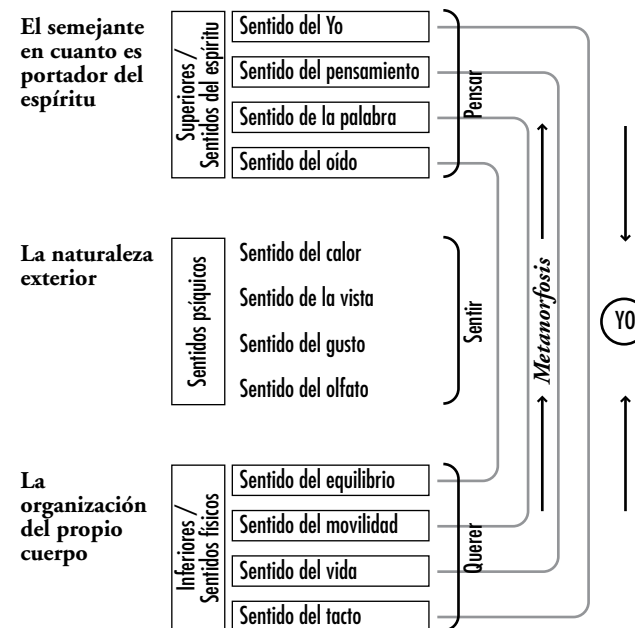 El semejante
en cuanto es
portador del
espíritu
Superiores /
Sentidos del espíritu
Sentido del Yo
Sentido del pensamiento
Sentido de la palabra
Sentido del oído
Pensar
La naturaleza
exterior
Sentidos psíquicos
Sentido del calor
Sentido de la vista
Sentido del gusto
Sentido del olfato
Sentir
Metanorfosis
YO
La
organización
del propio
cuerpo
Inferiores /
Sentidos físicos
Sentido del equilibrio
Sentido del movilidad
Sentido del vida
Sentido del tacto
Querer